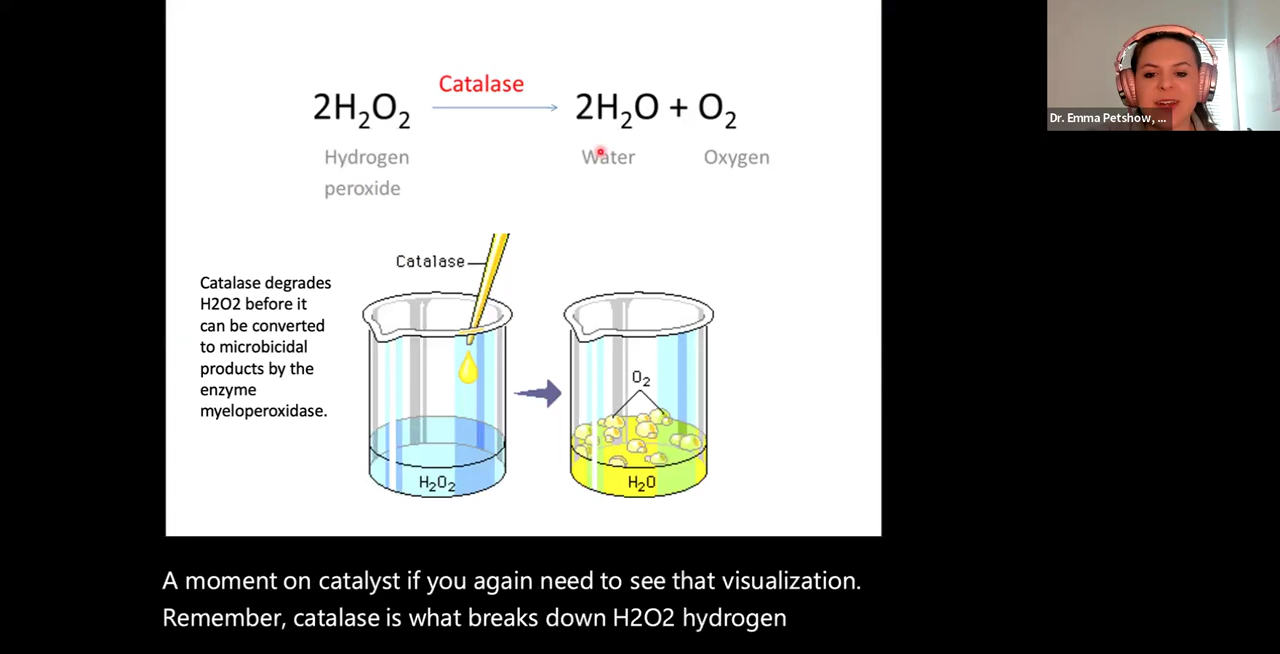 Catalase
2H₂O₂ → 2H₂O + O₂
Hydrogen
peroxide
Water
Oxygen
Dr. Emma Petshow, ...
Catalase
Catalase degrades
H2O2 before it
can be converted
to microbicidal
products by the
enzyme
myeloperoxidase.
O₂
H₂O₂
H₂O
A moment on catalyst if you again need to see that visualization.
Remember, catalase is what breaks down H2O2 hydrogen